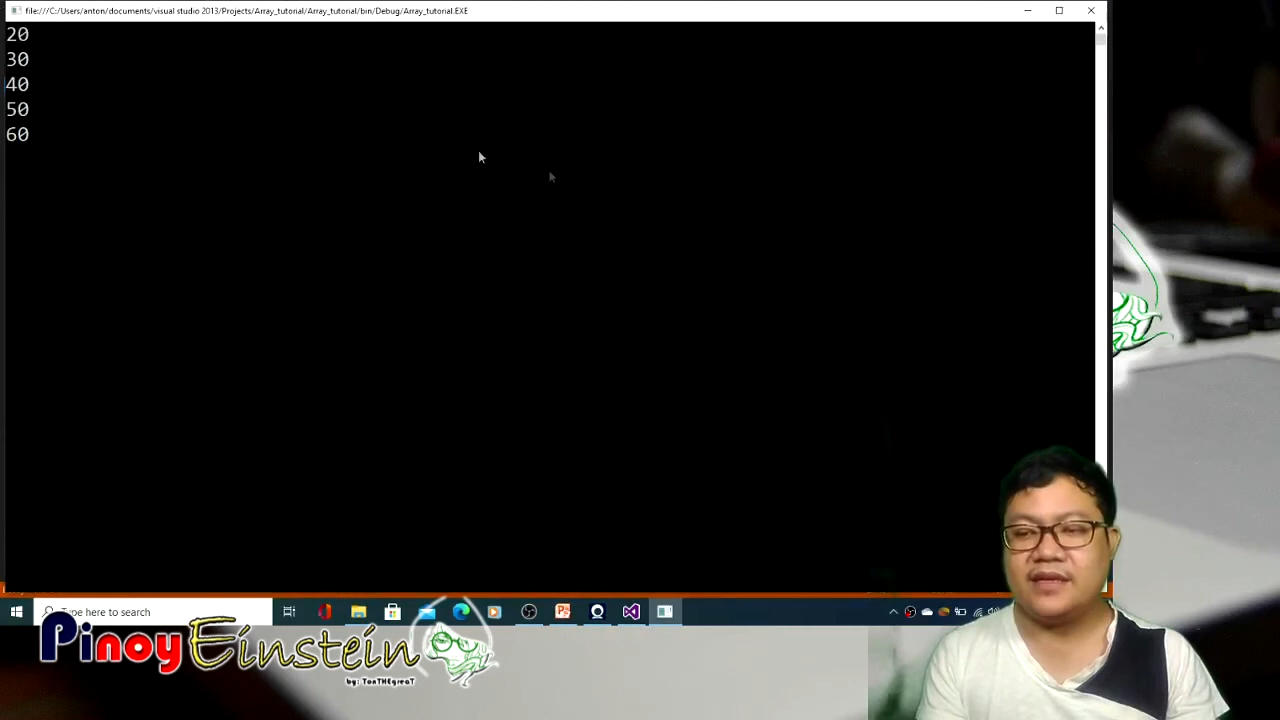 file:///C:/Users/anton/documents/visual studio 2013/Projects/Array_tutorial/Array_tutorial/bin/Debug/Array_tutorial.EXE
20
30
40
50
60
Type here to search
PinoyEinstein
by: TonTHEgreaT